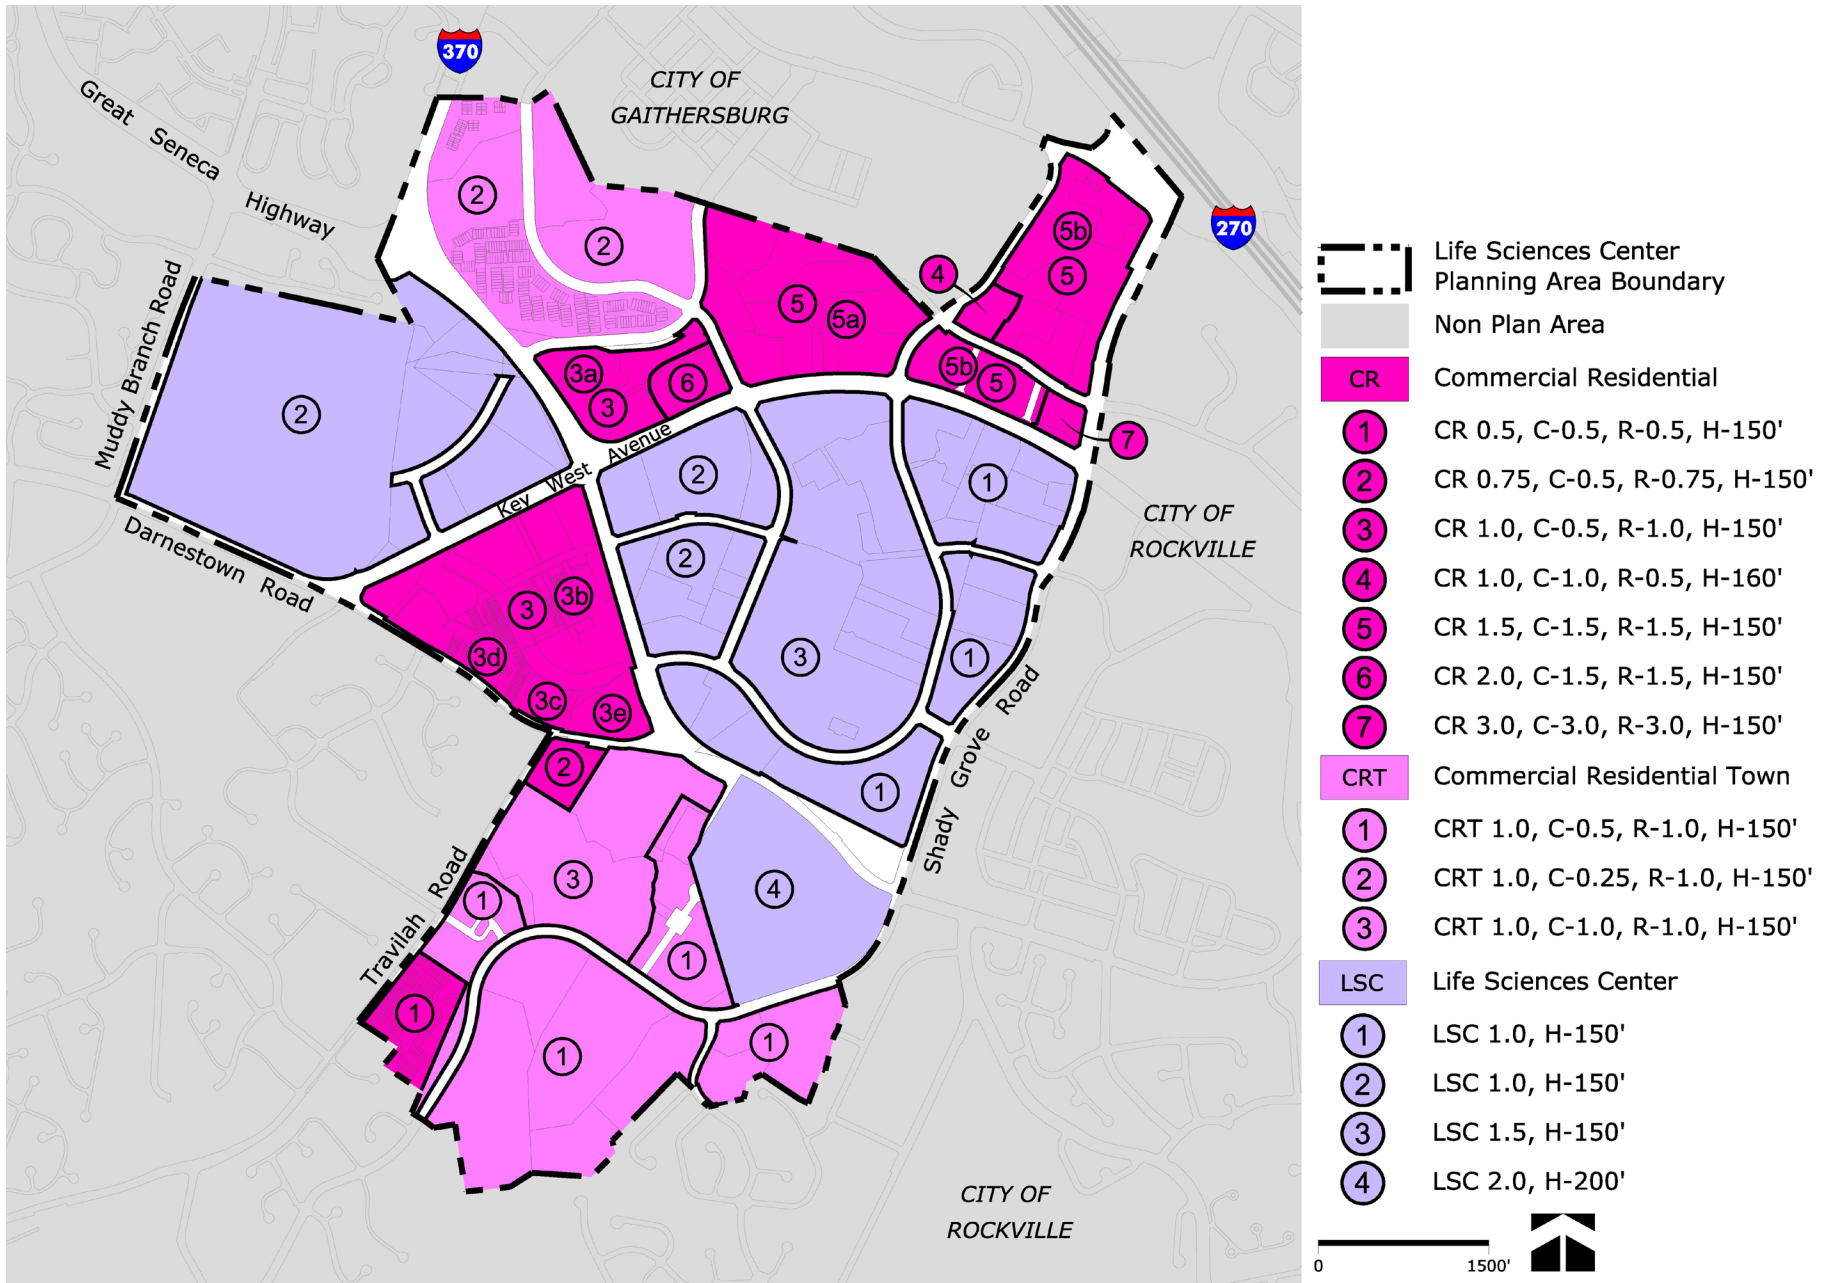 370
CITY OF
GAITHERSBURG
Great Seneca
Highway
270
Muddy Branch Road
Darnestown Road
Key West Avenue
CITY OF
ROCKVILLE
Shady Grove Road
Travilah Road
CITY OF
ROCKVILLE
2
2
5
5a
5b
5
4
5b
5
7
3a
3
6
2
2
1
2
3
1
3
3b
3d
3c
3e
2
1
3
4
1
1
1
1
1
Life Sciences Center
Planning Area Boundary
Non Plan Area
CR Commercial Residential
1 CR 0.5, C-0.5, R-0.5, H-150'
2 CR 0.75, C-0.5, R-0.75, H-150'
3 CR 1.0, C-0.5, R-1.0, H-150'
4 CR 1.0, C-1.0, R-0.5, H-160'
5 CR 1.5, C-1.5, R-1.5, H-150'
6 CR 2.0, C-1.5, R-1.5, H-150'
7 CR 3.0, C-3.0, R-3.0, H-150'
CRT Commercial Residential Town
1 CRT 1.0, C-0.5, R-1.0, H-150'
2 CRT 1.0, C-0.25, R-1.0, H-150'
3 CRT 1.0, C-1.0, R-1.0, H-150'
LSC Life Sciences Center
1 LSC 1.0, H-150'
2 LSC 1.0, H-150'
3 LSC 1.5, H-150'
4 LSC 2.0, H-200'
0 1500'